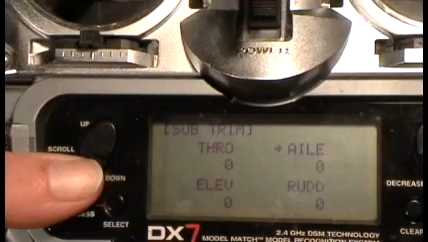 POWER
UP
SCROLL
DOWN
SELECT
[SUB TRIM]
THRO → AILE
0 0
ELEV RUDD
0 0
DECREASE
CLEAR
DX7 2.4 GHz DSM TECHNOLOGY
MODEL MATCH™ MODEL RECOGNITION SYSTEM